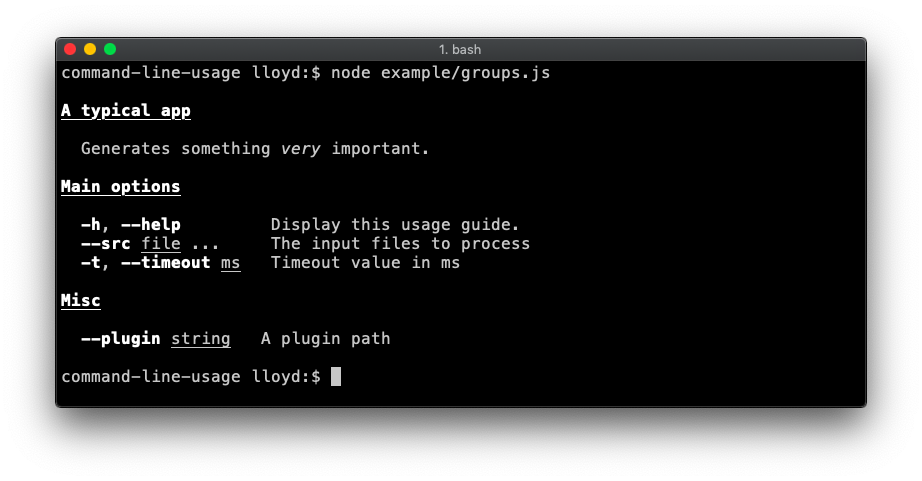 1. bash
command-line-usage lloyd:$ node example/groups.js
A typical app
Generates something very important.
Main options
-h, --help Display this usage guide.
--src file ... The input files to process
-t, --timeout ms Timeout value in ms
Misc
--plugin string A plugin path
command-line-usage lloyd:$